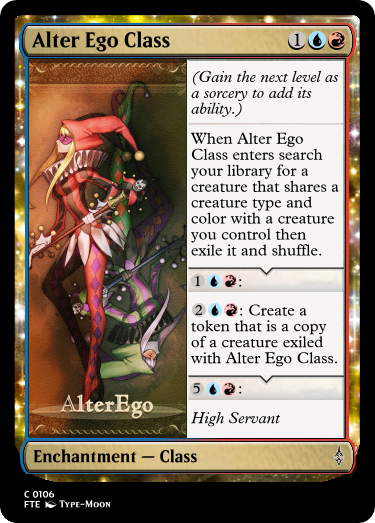 Alter Ego Class 1
(Gain the next level as
a sorcery to add its
ability.)
When Alter Ego
Class enters search
your library for a
creature that shares a
creature type and
color with a creature
you control then
exile it and shuffle.
1 :
2 : Create a
token that is a copy
of a creature exiled
with Alter Ego Class.
5 :
High Servant
AlterEgo
Enchantment — Class
C 0106
FTE Type-Moon